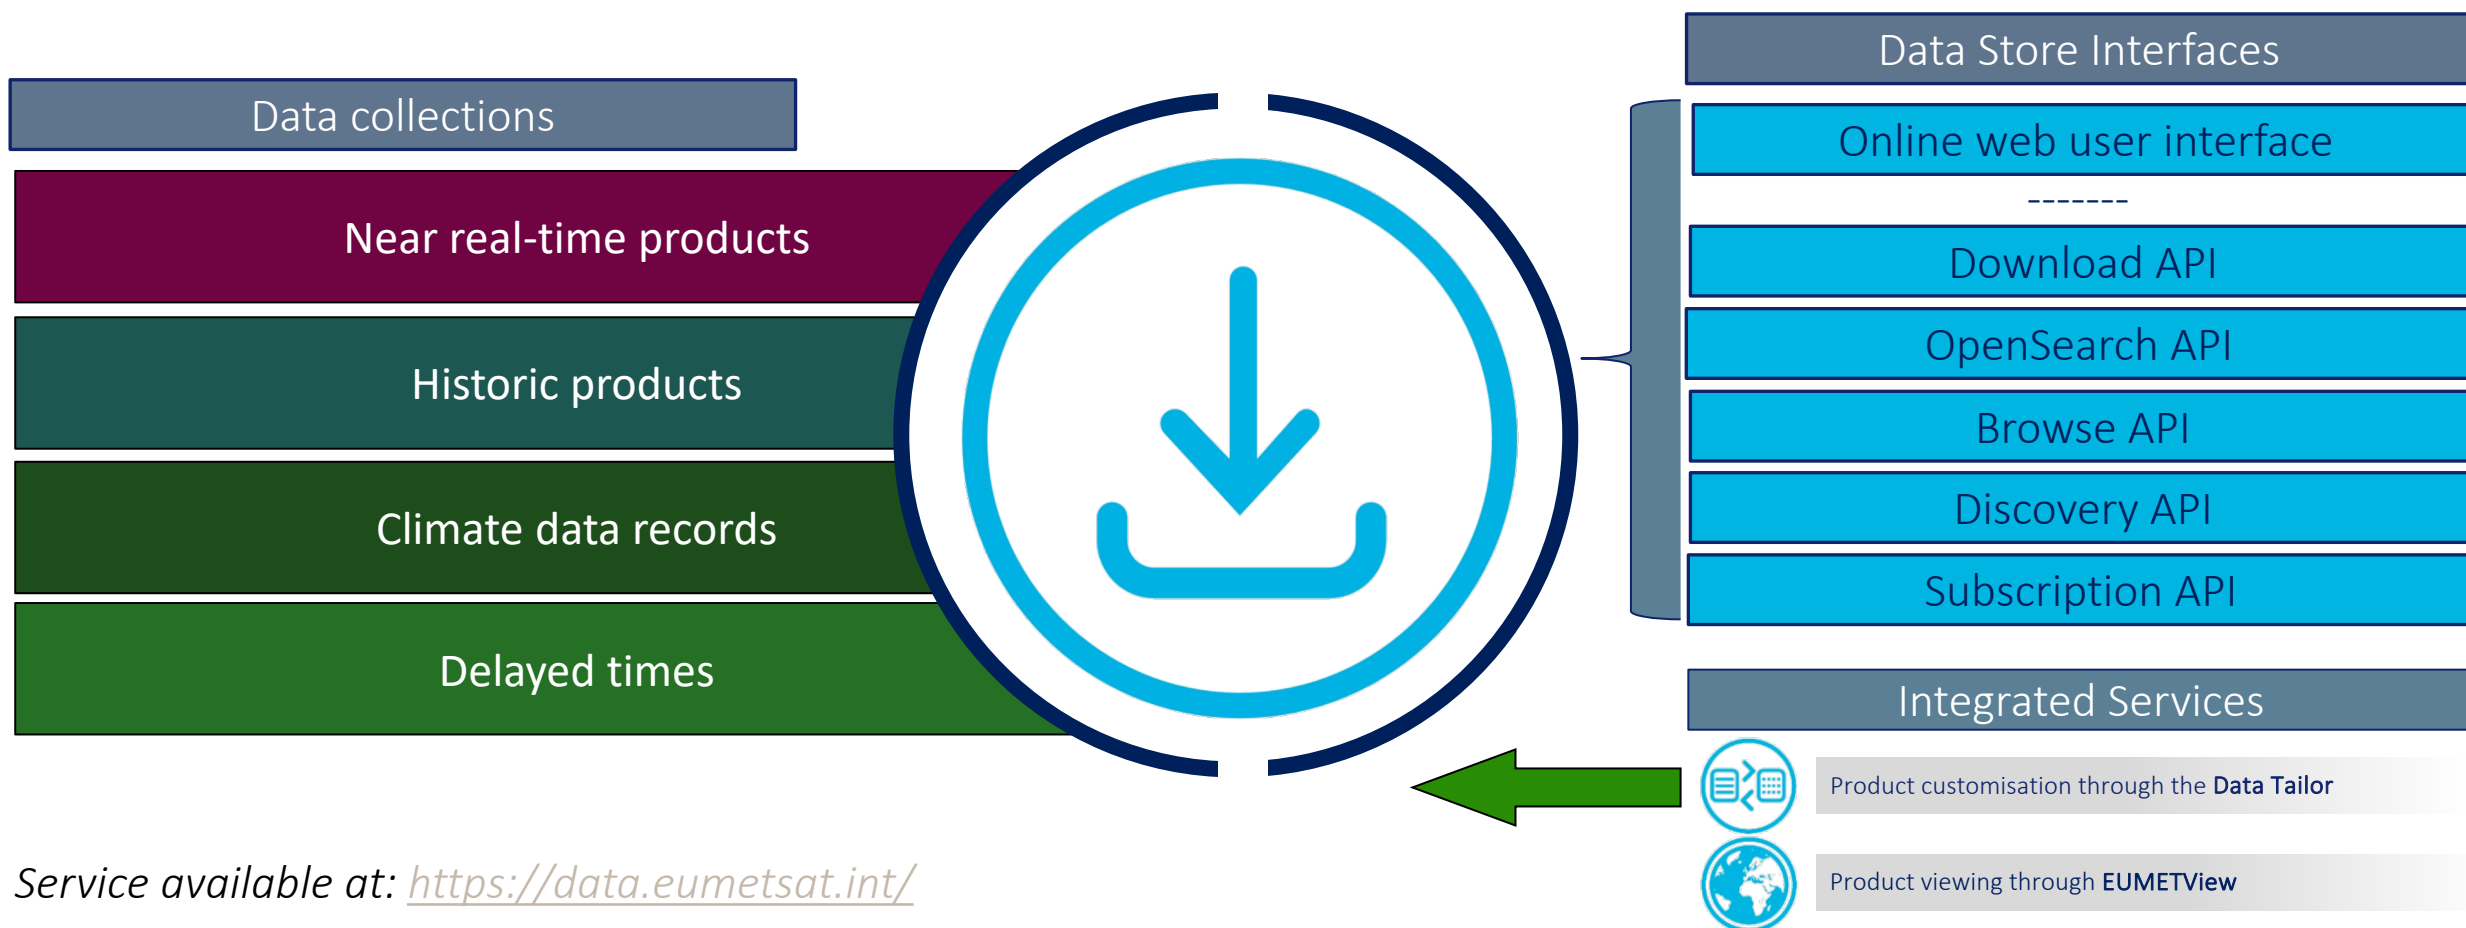 Data collections
Near real-time products
Historic products
Climate data records
Delayed times
Service available at: https://data.eumetsat.int/
Data Store Interfaces
Online web user interface
-------
Download API
OpenSearch API
Browse API
Discovery API
Subscription API
Integrated Services
Product customisation through the Data Tailor
Product viewing through EUMETView